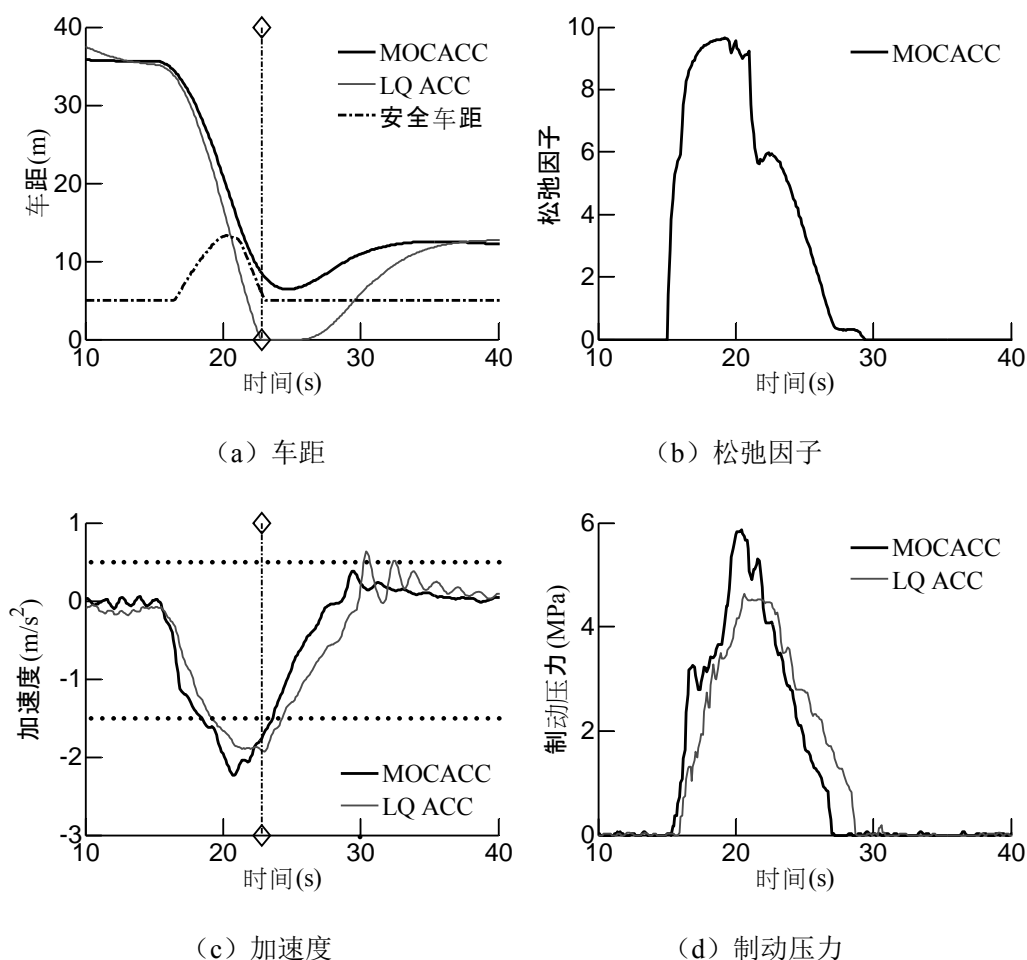 40
30
20
10
0
车距(m)
MOCACC
LQ ACC
安全车距
10 20 30 40
时间(s)
(a)车距
10
8
6
4
2
0
松弛因子
MOCACC
10 20 30 40
时间(s)
(b)松弛因子
1
0
-1
-2
-3
加速度(m/s²)
MOCACC
LQ ACC
10 20 30 40
时间(s)
(c)加速度
6
4
2
0
制动压力(MPa)
MOCACC
LQ ACC
10 20 30 40
时间(s)
(d)制动压力